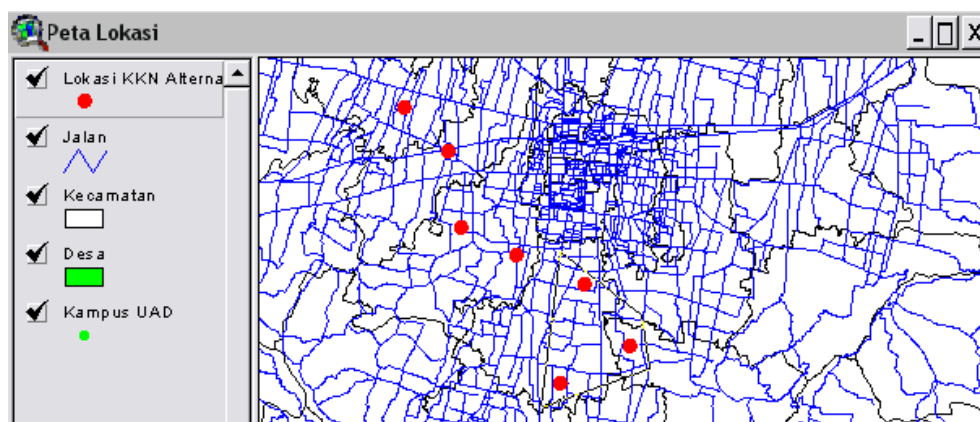 Peta Lokasi
Lokasi KKN Alterna
Jalan
Kecamatan
Desa
Kampus UAD